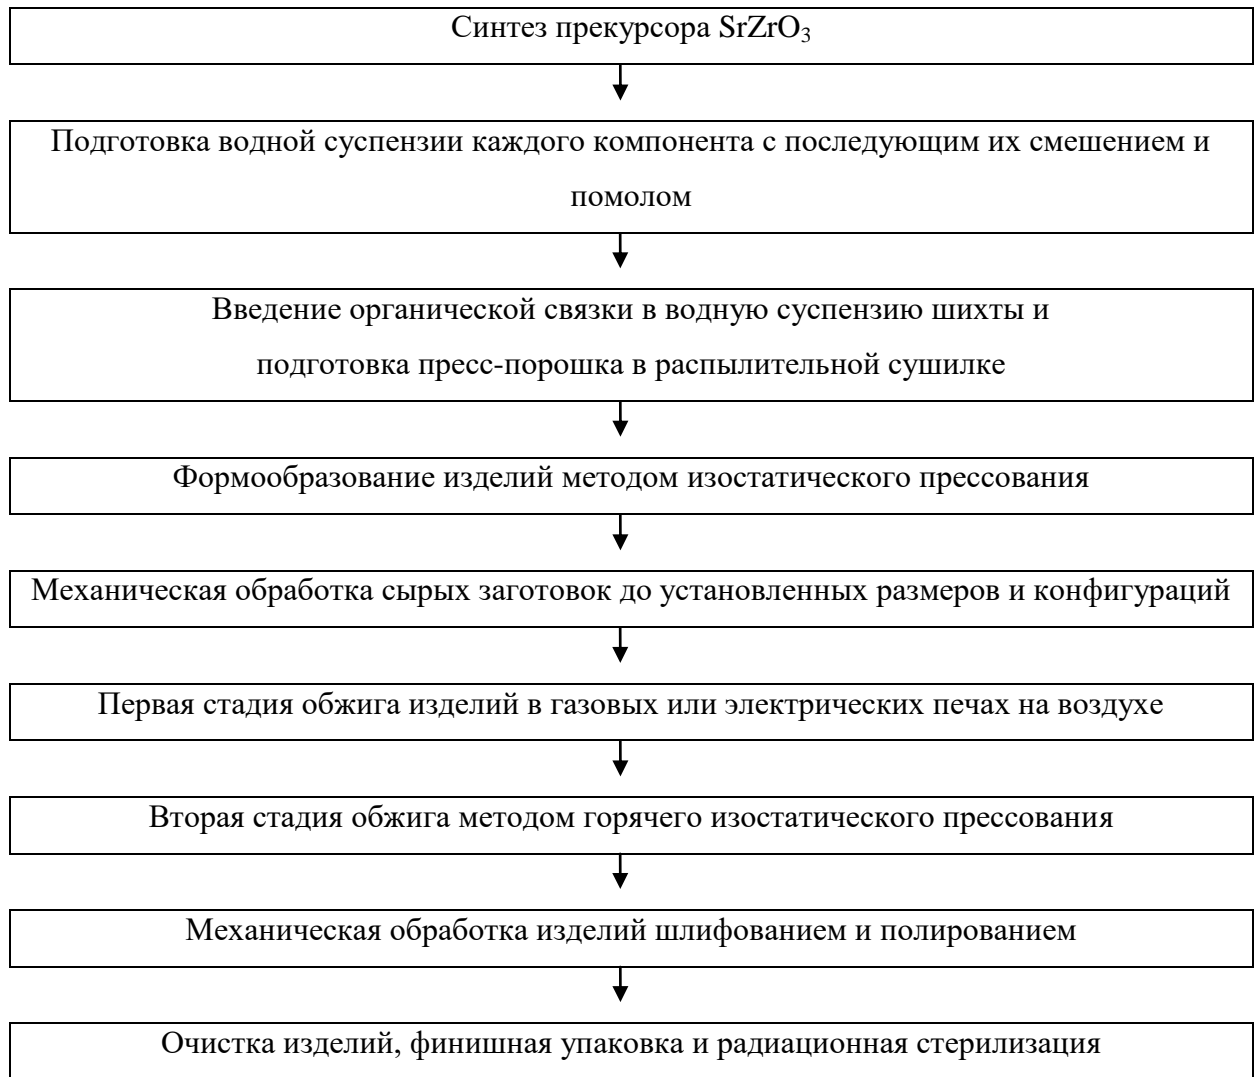 Синтез прекурсора SrZrO₃
Подготовка водной суспензии каждого компонента с последующим их смешением и
помолом
Введение органической связки в водную суспензию шихты и
подготовка пресс-порошка в распылительной сушилке
Формообразование изделий методом изостатического прессования
Механическая обработка сырых заготовок до установленных размеров и конфигураций
Первая стадия обжига изделий в газовых или электрических печах на воздухе
Вторая стадия обжига методом горячего изостатического прессования
Механическая обработка изделий шлифованием и полированием
Очистка изделий, финишная упаковка и радиационная стерилизация